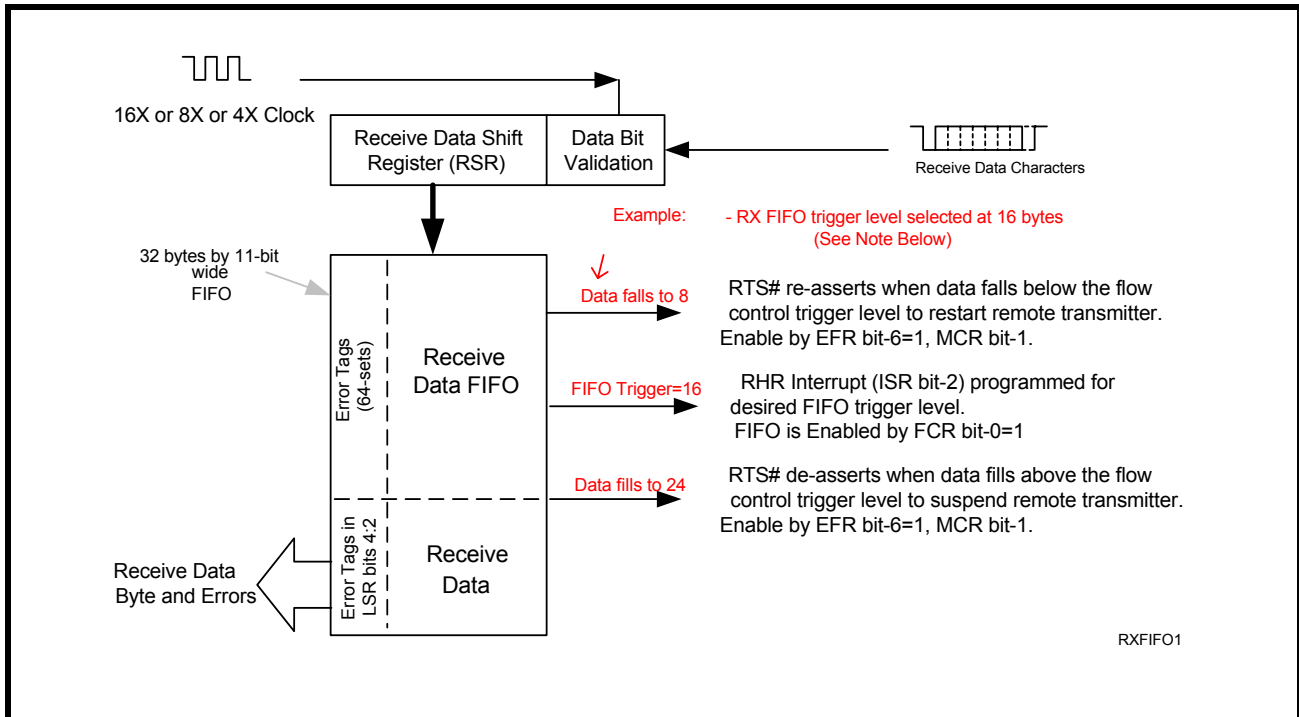 16X or 8X or 4X Clock
Receive Data Shift
Register (RSR)
Data Bit
Validation
Receive Data Characters
Example:
- RX FIFO trigger level selected at 16 bytes
(See Note Below)
32 bytes by 11-bit
wide
FIFO
Error Tags
(64-sets)
Receive
Data FIFO
Data falls to 8
RTS# re-asserts when data falls below the flow
control trigger level to restart remote transmitter.
Enable by EFR bit-6=1, MCR bit-1.
FIFO Trigger=16
RHR Interrupt (ISR bit-2) programmed for
desired FIFO trigger level.
FIFO is Enabled by FCR bit-0=1
Data fills to 24
RTS# de-asserts when data fills above the flow
control trigger level to suspend remote transmitter.
Enable by EFR bit-6=1, MCR bit-1.
Error Tags in
LSR bits 4:2
Receive
Data
Receive Data
Byte and Errors
RXFIFO1